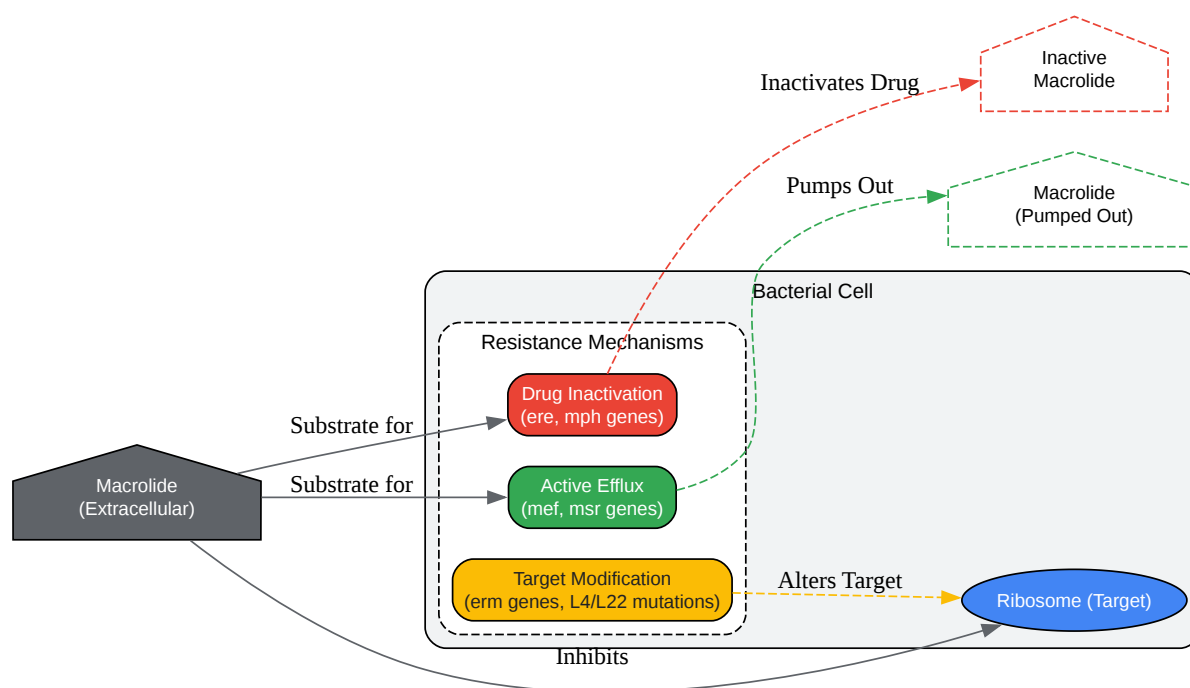 Inactive
Macrolide
Inactivates Drug
Macrolide
(Pumped Out)
Pumps Out
Bacterial Cell
Resistance Mechanisms
Drug Inactivation
(ere, mph genes)
Substrate for
Macrolide
(Extracellular)
Substrate for
Active Efflux
(mef, msr genes)
Target Modification
(erm genes, L4/L22 mutations)
Alters Target
Ribosome (Target)
Inhibits